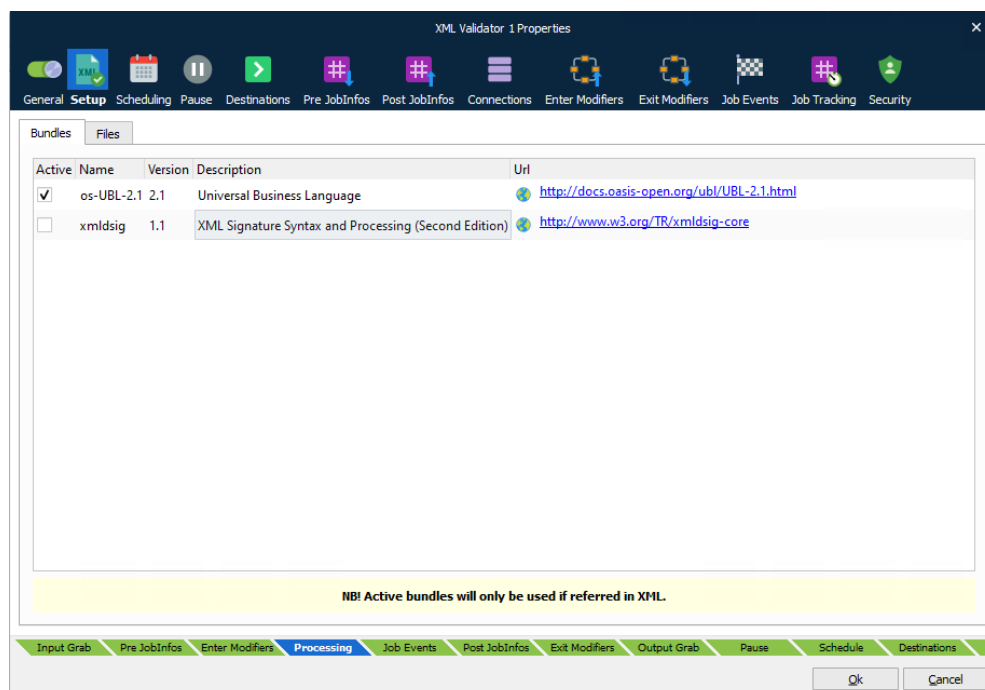 XML Validator 1 Properties
General Setup Scheduling Pause Destinations Pre JobInfos Post JobInfos Connections Enter Modifiers Exit Modifiers Job Events Job Tracking Security
Bundles Files
Active Name Version Description Url
os-UBL-2.1 2.1 Universal Business Language http://docs.oasis-open.org/ubl/UBL-2.1.html
xmldsig 1.1 XML Signature Syntax and Processing (Second Edition) http://www.w3.org/TR/xmldsig-core
NB! Active bundles will only be used if referred in XML.
Input Grab Pre JobInfos Enter Modifiers Processing Job Events Post JobInfos Exit Modifiers Output Grab Pause Schedule Destinations
Ok Cancel